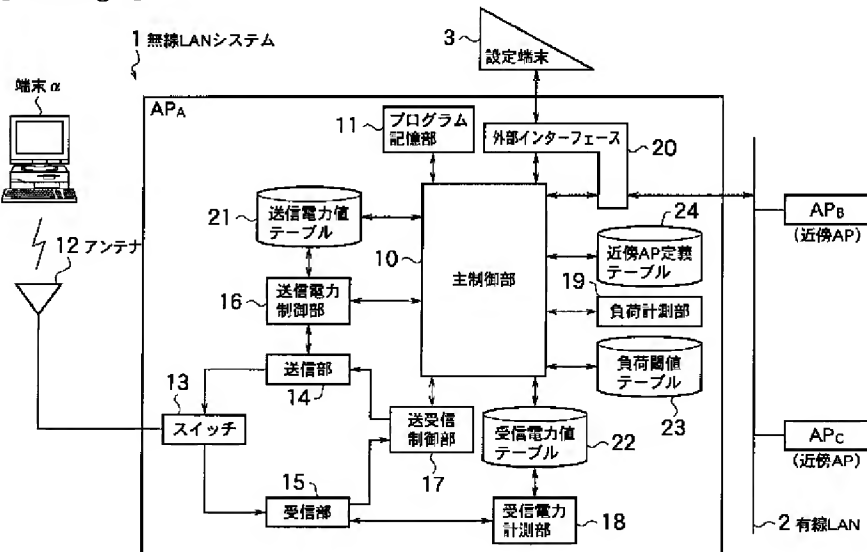 1 無線LANシステム
3
設定端末
端末 α
APA
11
プログラム
記憶部
外部インターフェース
20
21
送信電力値
テーブル
10
主制御部
24
近傍AP定義
テーブル
APB
(近傍AP)
12 アンテナ
16
送信電力
制御部
19
負荷計測部
送信部
14
負荷閾値
テーブル
23
13
スイッチ
送受信
制御部
17
受信電力値
テーブル
22
APC
(近傍AP)
15
受信部
受信電力
計測部
18
2 有線LAN